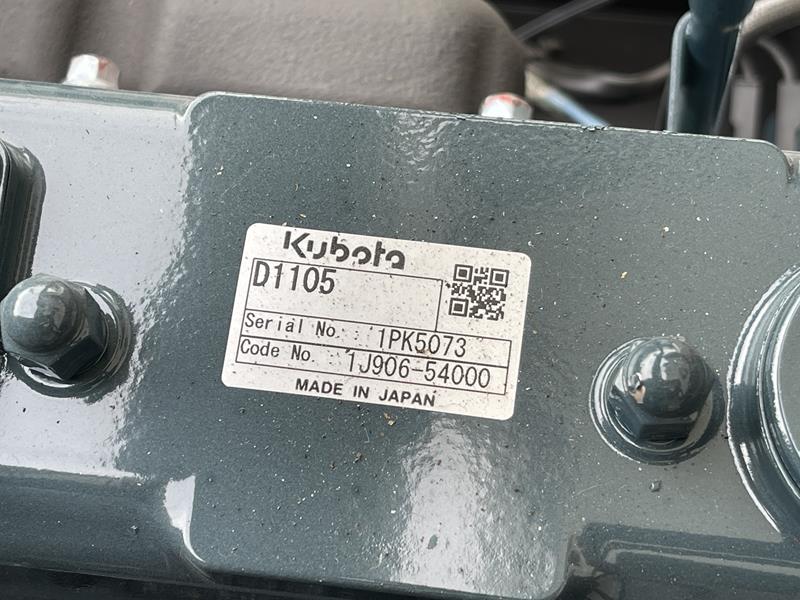 Kubota
D1105
Serial No. : 1PK5073
Code No. : 1J906-54000
MADE IN JAPAN